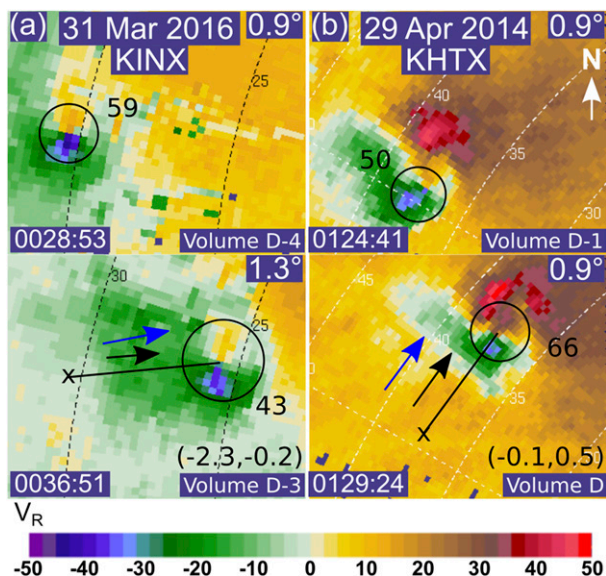 (a) 31 Mar 2016 0.9°
KINX
25
59
0028:53 Volume D-4
(b) 29 Apr 2014 0.9°
KHTX
N
40
50
35
30
0124:41 Volume D-1
1.3°
30
25
x
43
(-2.3,-0.2)
0036:51 Volume D-3
0.9°
45
40
66
35
x
(-0.1,0.5)
0129:24 Volume D
V_R
-50 -40 -30 -20 -10 0 10 20 30 40 50